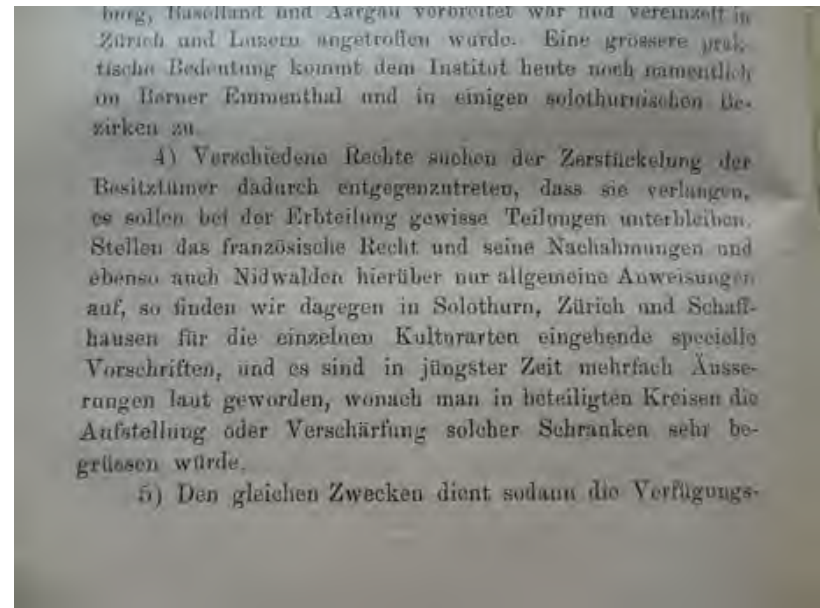 burg, Baselland und Aargau verbreitet war und vereinzelt in
Zürich und Luzern angetroffen wurde. Eine grössere prak-
tische Bedeutung kommt dem Institut heute noch namentlich
im Berner Emmenthal und in einigen solothurnischen Be-
zirken zu.
4) Verschiedene Rechte suchen der Zerstückelung der
Besitztümer dadurch entgegenzutreten, dass sie verlangen,
es sollen bei der Erbteilung gewisse Teilungen unterbleiben.
Stellen das französische Recht und seine Nachahmungen und
ebenso auch Nidwalden hierüber nur allgemeine Anweisungen
auf, so finden wir dagegen in Solothurn, Zürich und Schaff-
hausen für die einzelnen Kulturarten eingehende specielle
Vorschriften, und es sind in jüngster Zeit mehrfach Äusse-
rungen laut geworden, wonach man in beteiligten Kreisen die
Aufstellung oder Verschärfung solcher Schranken sehr be-
grüssen würde.
5) Den gleichen Zwecken dient sodann die Verfügungs-